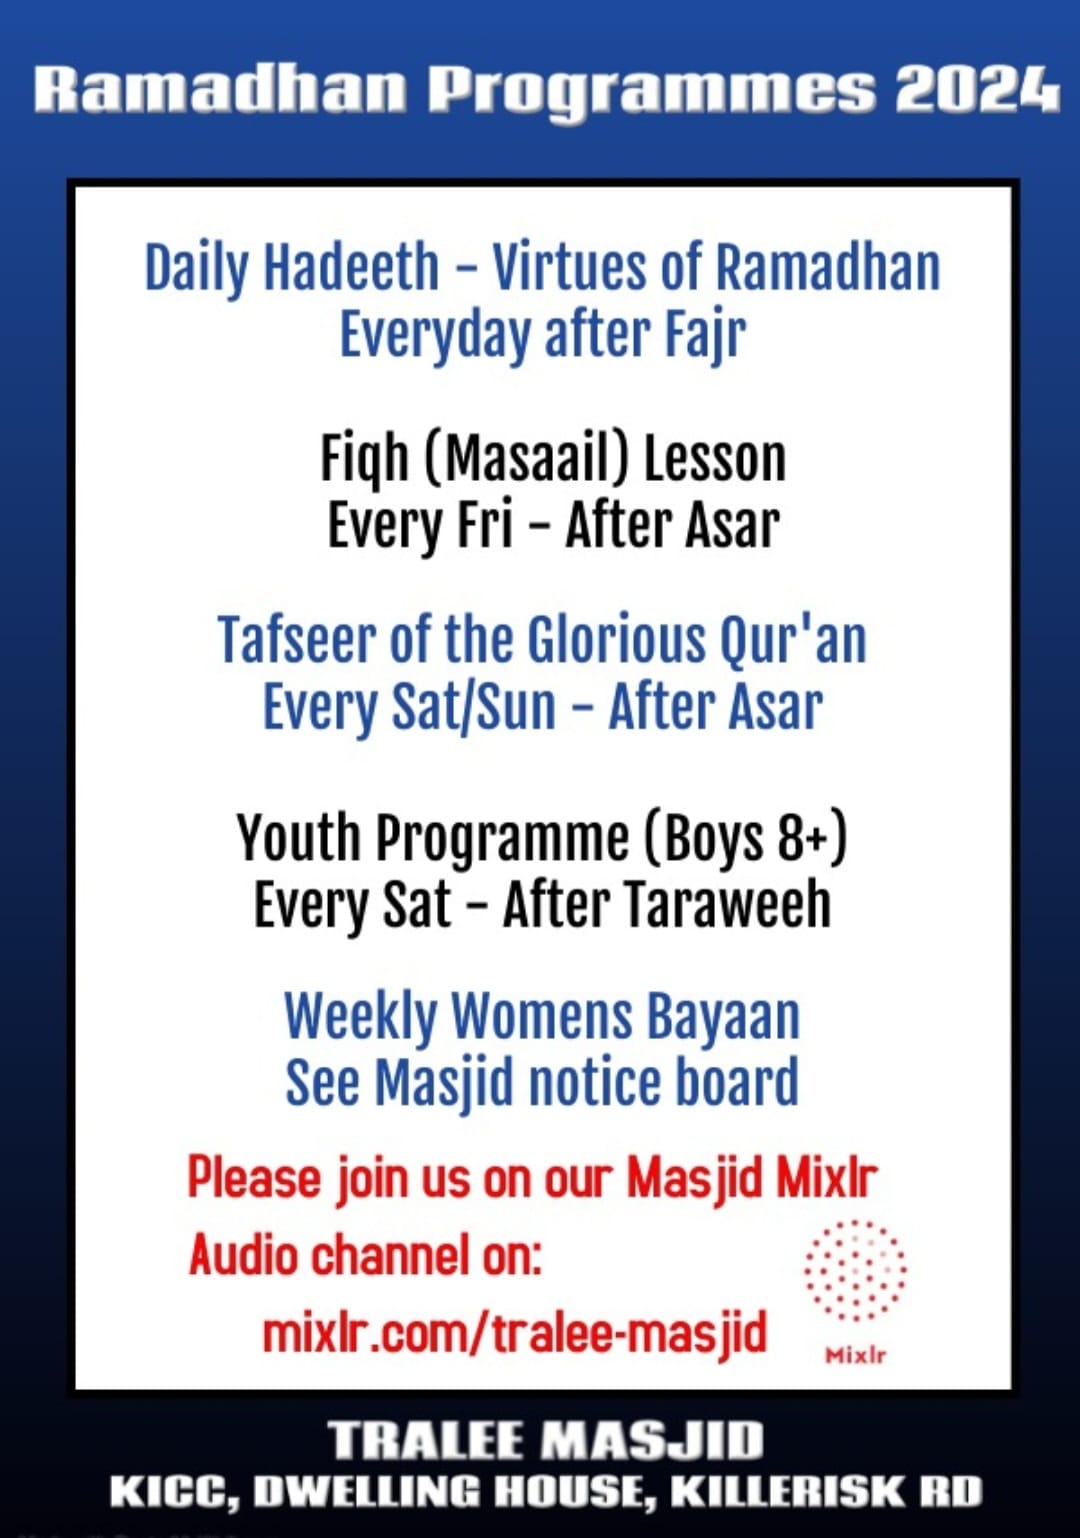 Ramadhan Programmes 2024
Daily Hadeeth - Virtues of Ramadhan
Everyday after Fajr
Fiqh (Masaail) Lesson
Every Fri - After Asar
Tafseer of the Glorious Qur'an
Every Sat/Sun - After Asar
Youth Programme (Boys 8+)
Every Sat - After Taraweeh
Weekly Womens Bayaan
See Masjid notice board
Please join us on our Masjid Mixlr
Audio channel on:
mixlr.com/tralee-masjid
Mixlr
TRALEE MASJID
KICC, DWELLING HOUSE, KILLERISK RD